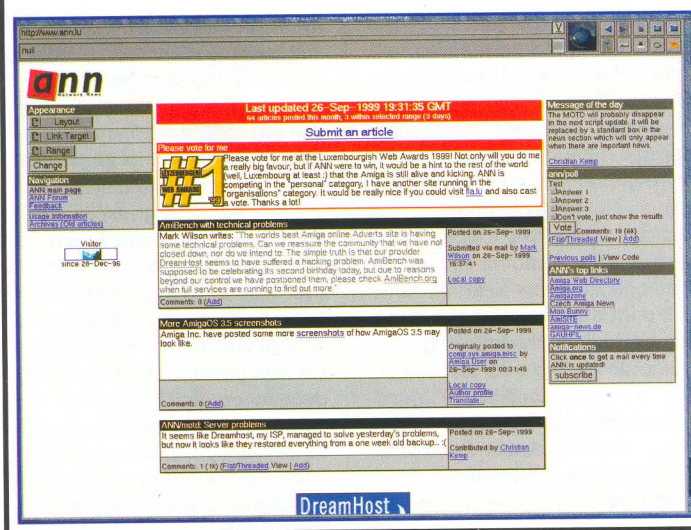 http://www.ann.lu
V
null
ann
Network News
Appearance
Layout
Link Target
Range
Change
Navigation
ANN main page
ANN Forum
Feedback
Usage Information
Archives (Old articles)
Visitor
since 28-Dec-96
Last updated 26-Sep-1999 19:31:35 GMT
64 articles posted this month; 3 within selected range (3 days)
Submit an article
Please vote for me
LËTZEBUERGER
#1
WEB AWARDS
Please vote for me at the Luxembourgish Web Awards 1999! Not only will you do me
a really big favour, but if ANN were to win, it would be a hint to the rest of the world
(well, Luxembourg at least :) that the Amiga is still alive and kicking. ANN is
competing in the "personal" category, I have another site running in the
"organisations" category. It would be really nice if you could visit fla.lu and also cast
a vote. Thanks a lot!
AmiBench with technical problems
Mark Wilson writes: "The worlds best Amiga online Adverts site is having
some technical problems. Can we reassure the community that we have not
closed down, nor do we intend to. The simple truth is that our provider
DreamHost seems to have suffered a hacking problem. AmiBench was
supposed to be celebrating its second birthday today, but due to reasons
beyond our control we have postponed them, please check AmiBench.org
when full services are running to find out more."
Comments: 0 (Add)
Posted on 26-Sep-1999
Submitted via mail by Mark
Wilson on 26-Sep-1999
16:37:41
Local copy
More AmigaOS 3.5 screenshots
Amiga Inc. have posted some more screenshots of how AmigaOS 3.5 may
look like.
Comments: 0 (Add)
Posted on 26-Sep-1999
Originally posted to
comp.sys.amiga.misc by
Amiga User on
26-Sep-1999 00:31:45
Local copy
Author profile
Translate...
ANN/motd: Server problems
It seems like Dreamhost, my ISP, managed to solve yesterday's problems,
but now it looks like they restored everything from a one week old backup.. :(
Comments: 1 (1k) (Flat/Threaded View | Add)
Posted on 26-Sep-1999
Contributed by Christian
Kemp
DreamHost
Message of the day
The MOTD will probably disappear
in the next script update. It will be
replaced by a standard box in the
news section which will only appear
when there are important news.
Christian Kemp
ann/poll
Test
Answer 1
Answer 2
Answer 3
Don't vote, just show the results
Vote Comments: 18 (6K)
(Flat/Threaded View | Add)
Previous polls | View Code
ANN's top links
Amiga Web Directory
Amiga.org
Amigazone
Czech Amiga News
Moo Bunny
AmiSITE
amiga-news.de
GAUHPIL
Notifications
Click once to get a mail every time
ANN is updated!
subscribe